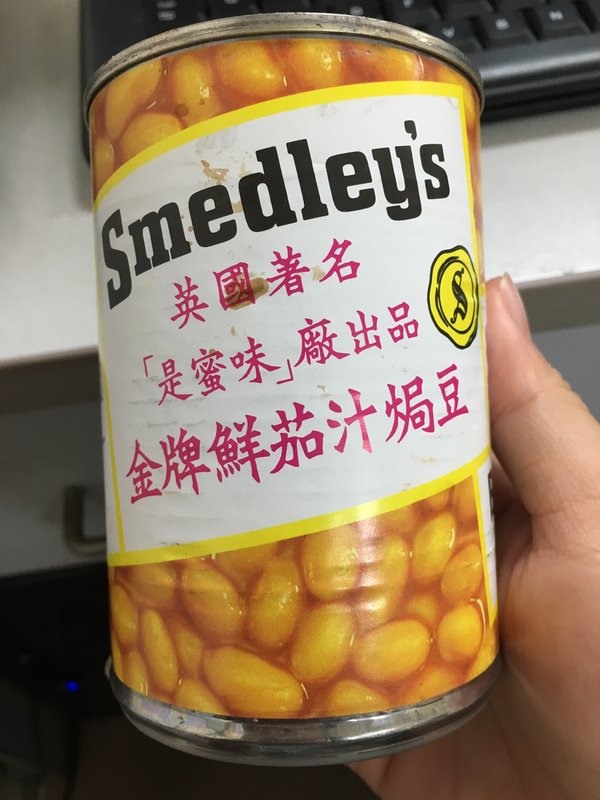 Smedley's
英國著名
「是蜜味」廠出品
金牌鮮茄汁焗豆
S